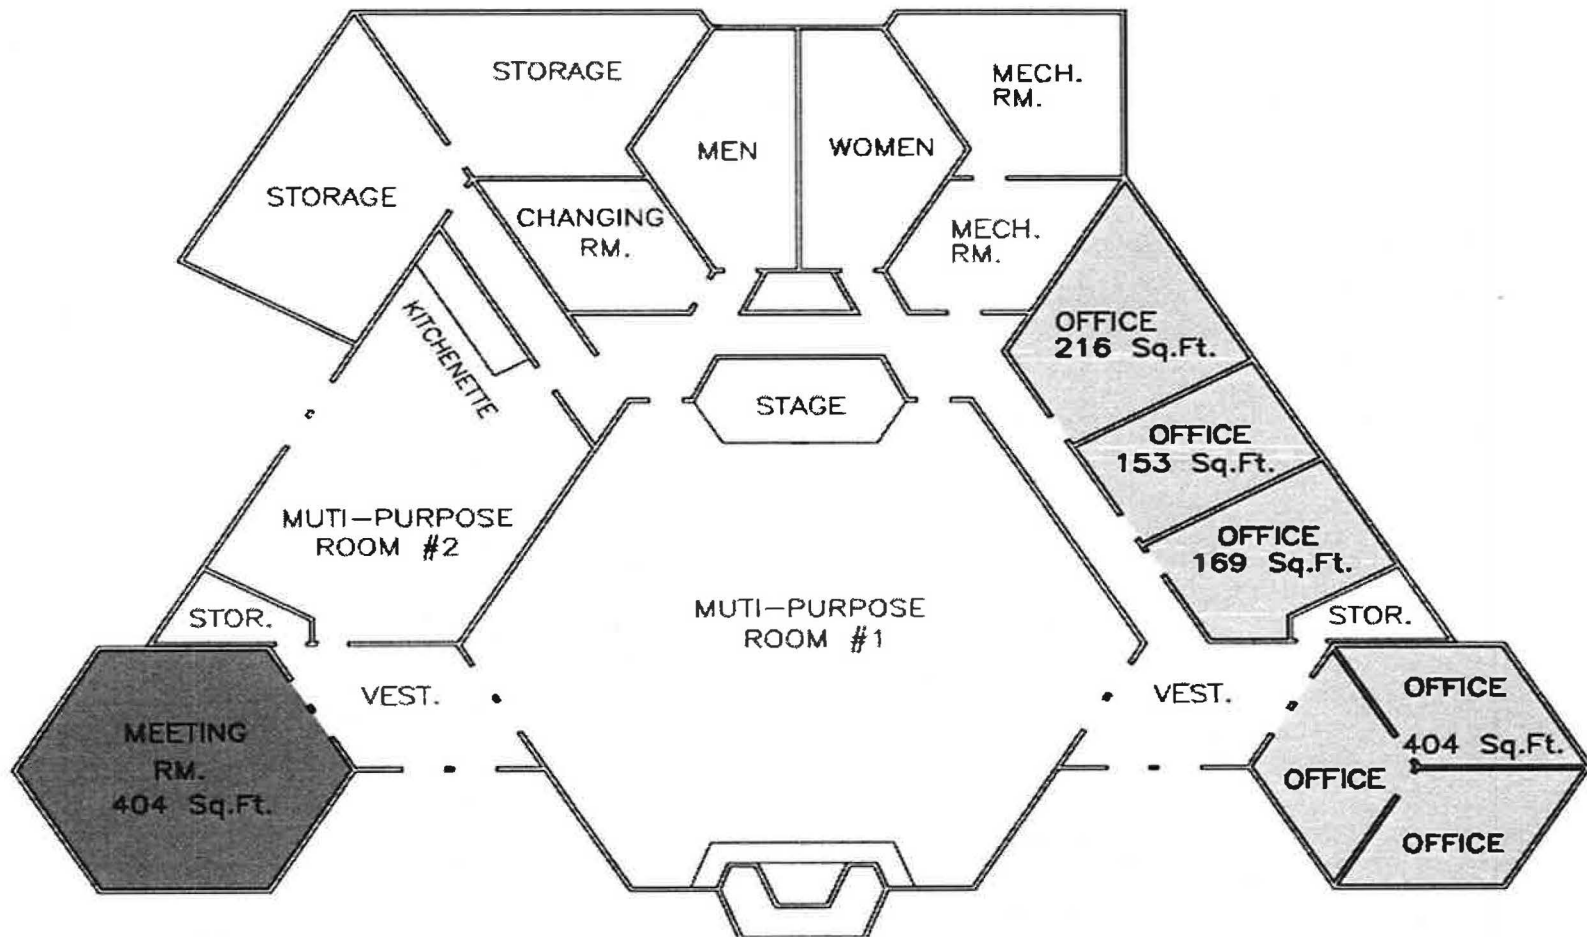 STORAGE
MECH.
RM.
MEN
WOMEN
STORAGE
CHANGING
RM.
MECH.
RM.
KITCHENETTE
OFFICE
216 Sq.Ft.
STAGE
OFFICE
153 Sq.Ft.
MUTI-PURPOSE
ROOM #2
OFFICE
169 Sq.Ft.
STOR.
MUTI-PURPOSE
ROOM #1
STOR.
VEST.
VEST.
OFFICE
MEETING
RM.
404 Sq.Ft.
404 Sq.Ft.
OFFICE
OFFICE